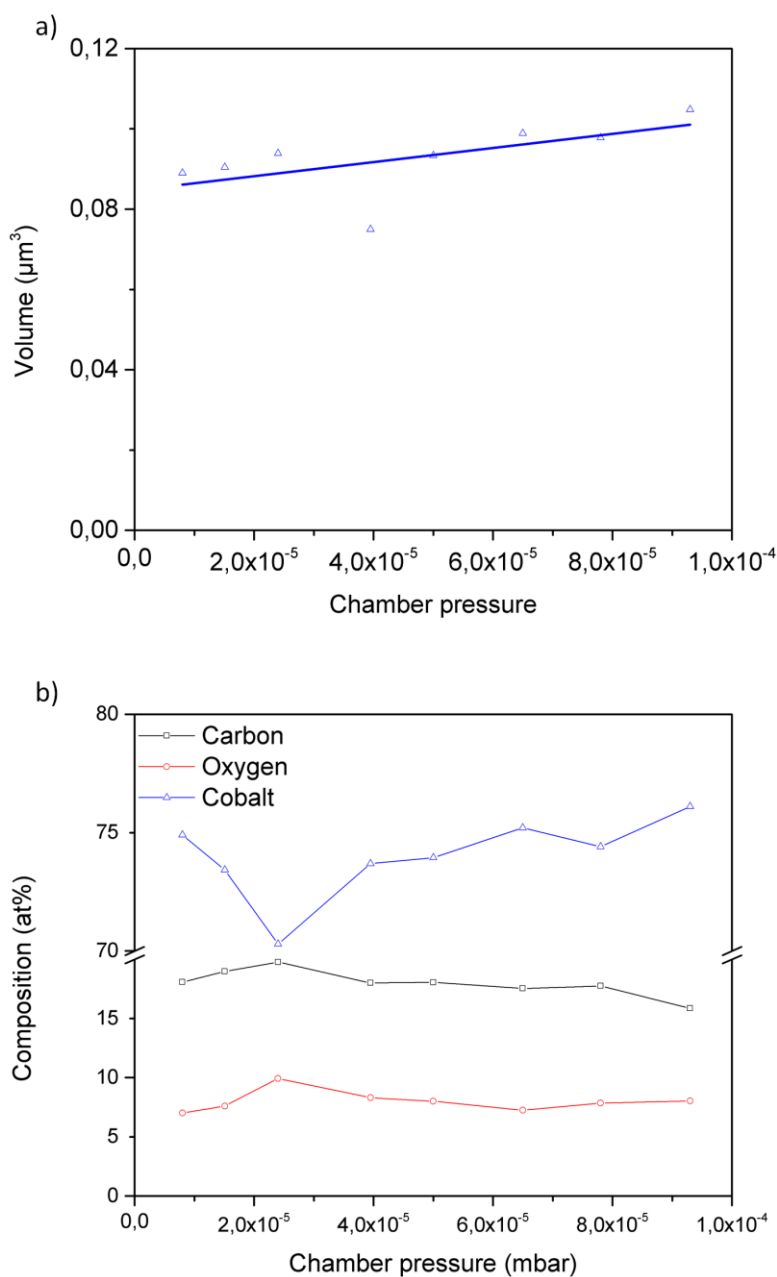 a)
0,12
0,08
0,04
0,00
Volume (µm³)
0,0 2,0x10⁻⁵ 4,0x10⁻⁵ 6,0x10⁻⁵ 8,0x10⁻⁵ 1,0x10⁻⁴
Chamber pressure
b)
80
Carbon
Oxygen
Cobalt
75
70
15
10
5
0
Composition (at%)
0,0 2,0x10⁻⁵ 4,0x10⁻⁵ 6,0x10⁻⁵ 8,0x10⁻⁵ 1,0x10⁻⁴
Chamber pressure (mbar)